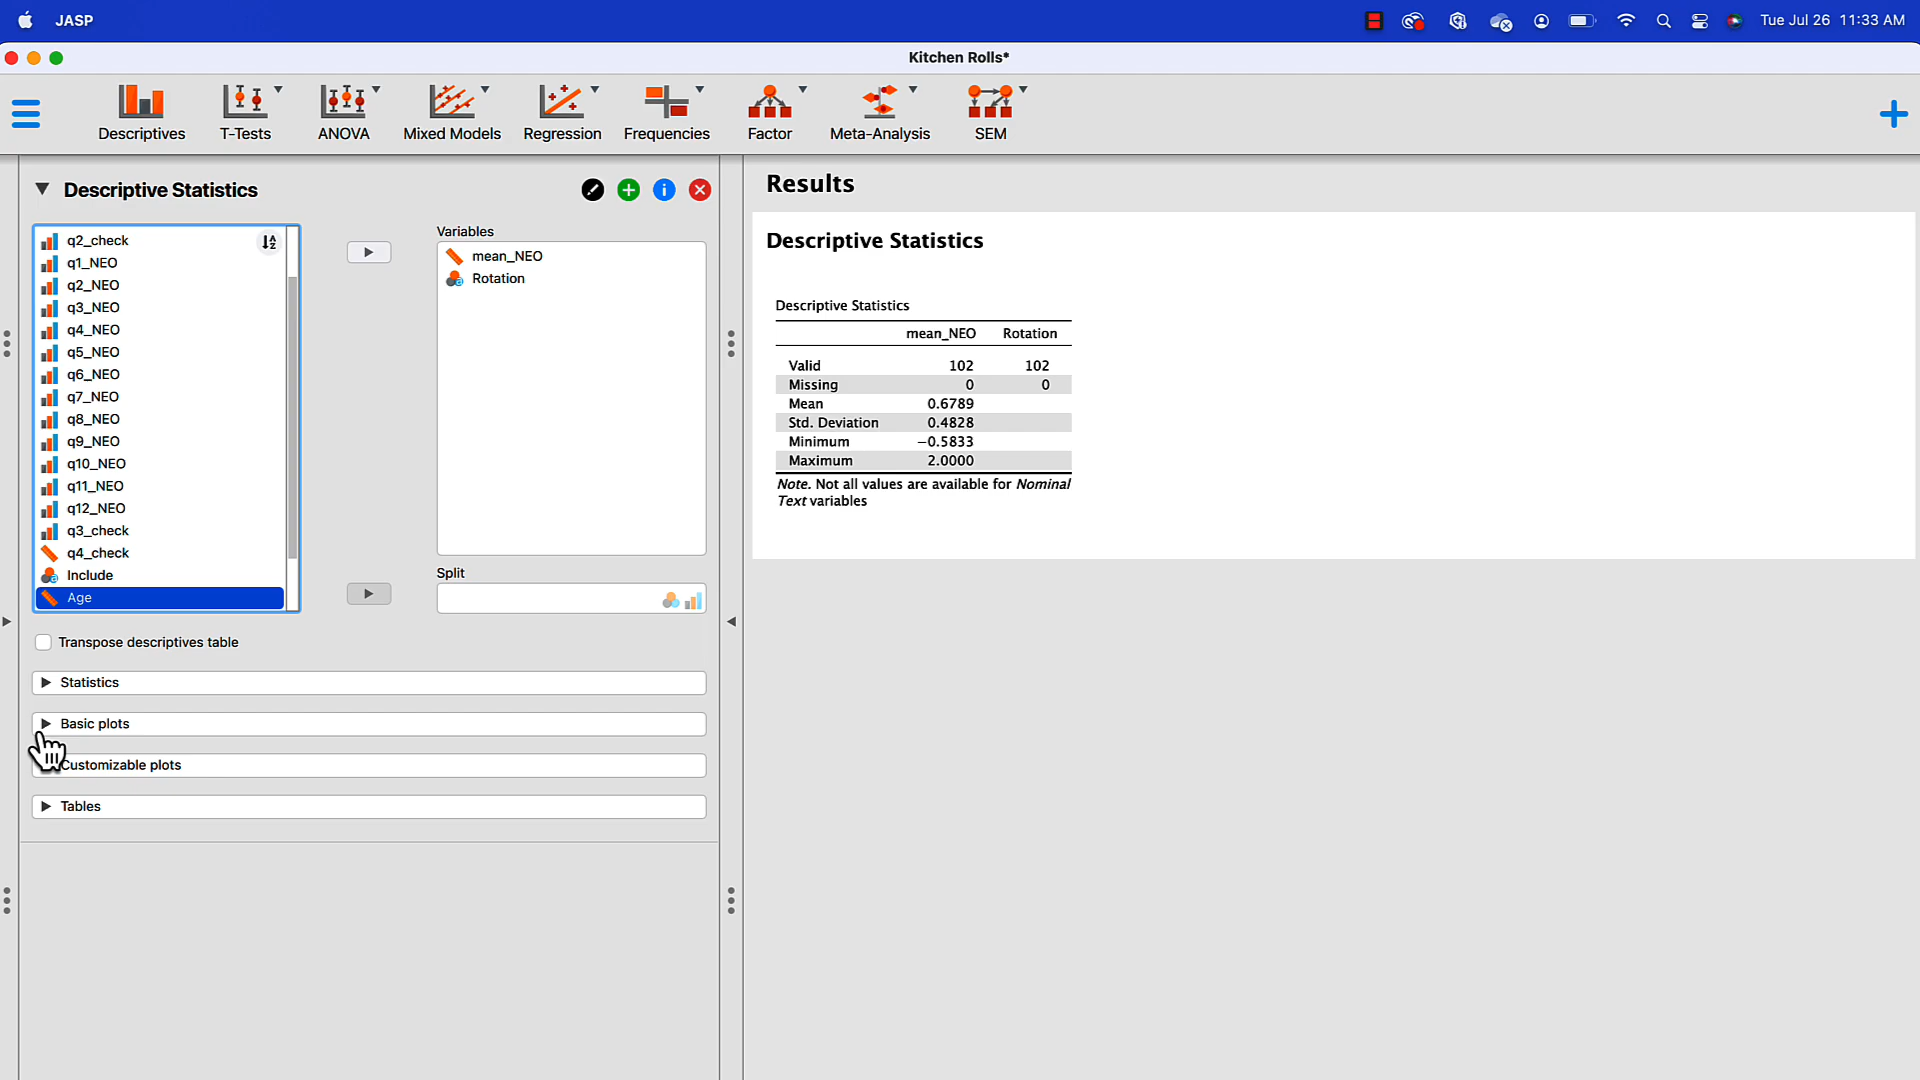 JASP
Tue Jul 26 11:33 AM
Kitchen Rolls*
Descriptives
T-Tests
ANOVA
Mixed Models
Regression
Frequencies
Factor
Meta-Analysis
SEM
Descriptive Statistics
q2_check
q1_NEO
q2_NEO
q3_NEO
q4_NEO
q5_NEO
q6_NEO
q7_NEO
q8_NEO
q9_NEO
q10_NEO
q11_NEO
q12_NEO
q3_check
q4_check
Include
Age
Variables
mean_NEO
Rotation
Split
Transpose descriptives table
Statistics
Basic plots
Customizable plots
Tables
Results
Descriptive Statistics
Descriptive Statistics
mean_NEO Rotation
Valid 102 102
Missing 0 0
Mean 0.6789
Std. Deviation 0.4828
Minimum −0.5833
Maximum 2.0000
Note. Not all values are available for Nominal
Text variables